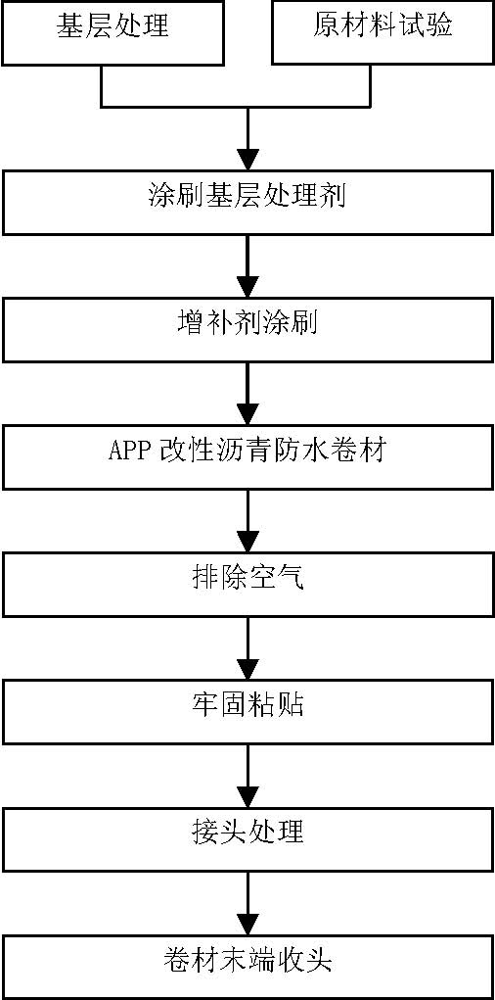 基层处理
原材料试验
涂刷基层处理剂
增补剂涂刷
APP 改性沥青防水卷材
排除空气
牢固粘贴
接头处理
卷材末端收头